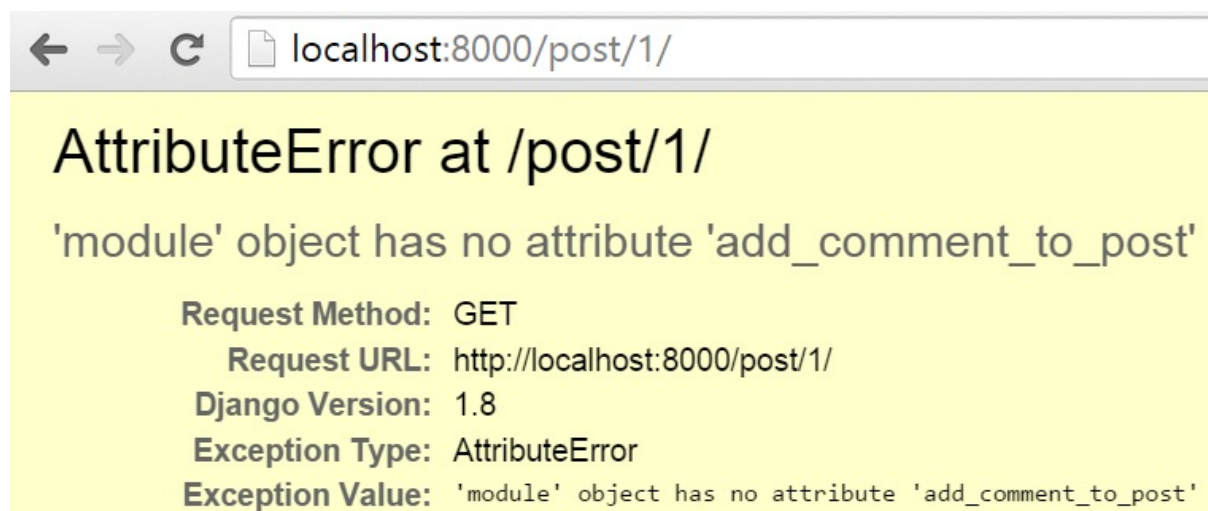 localhost:8000/post/1/
AttributeError at /post/1/
'module' object has no attribute 'add_comment_to_post'
Request Method: GET
Request URL: http://localhost:8000/post/1/
Django Version: 1.8
Exception Type: AttributeError
Exception Value: 'module' object has no attribute 'add_comment_to_post'